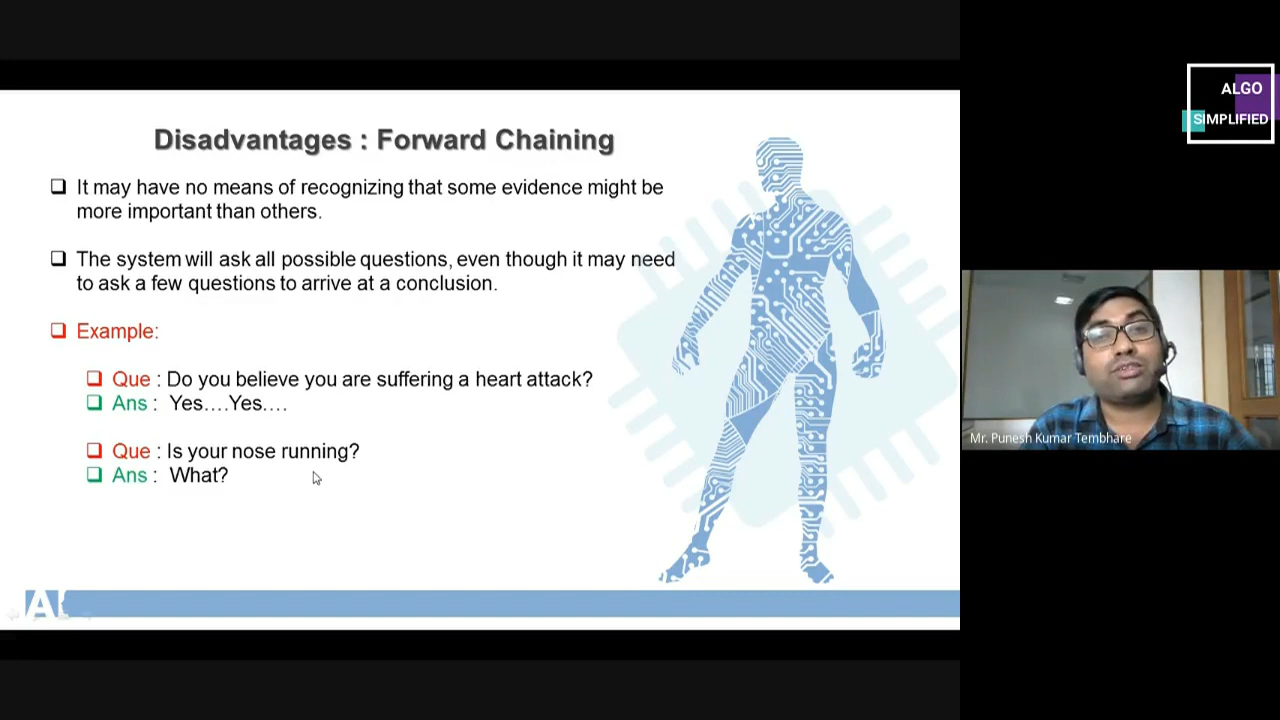 Disadvantages : Forward Chaining
It may have no means of recognizing that some evidence might be
more important than others.
The system will ask all possible questions, even though it may need
to ask a few questions to arrive at a conclusion.
Example:
Que : Do you believe you are suffering a heart attack?
Ans : Yes....Yes....
Que : Is your nose running?
Ans : What?
ALGO
SIMPLIFIED
Mr. Punesh Kumar Tembhare